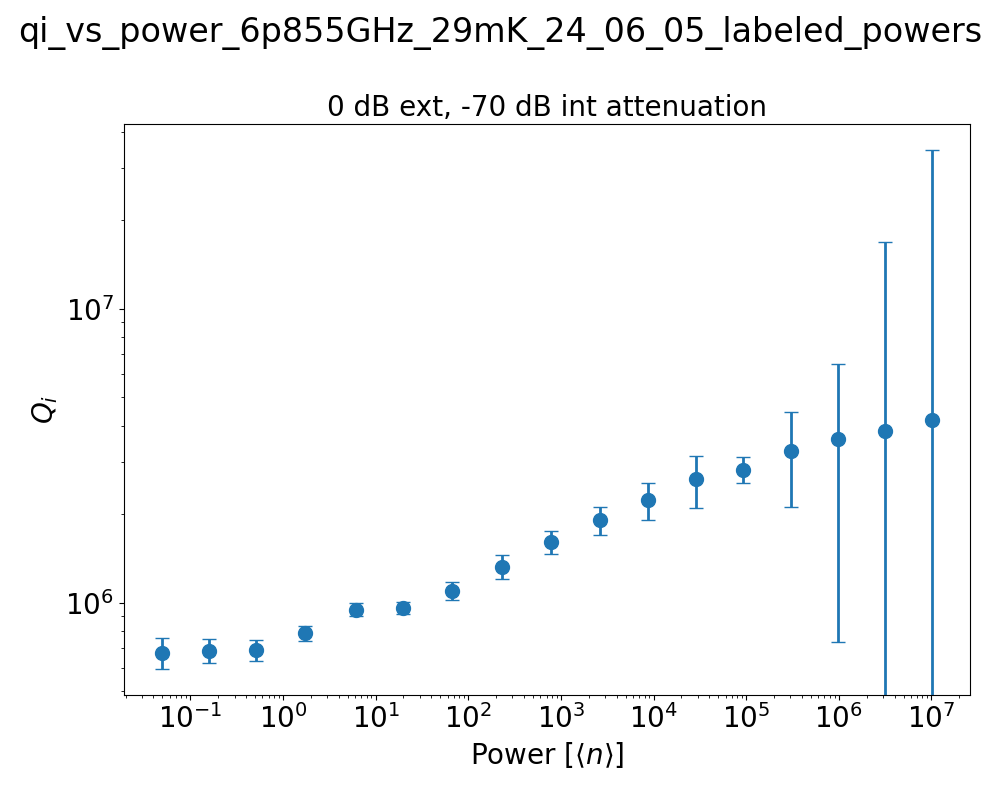 qi_vs_power_6p855GHz_29mK_24_06_05_labeled_powers
0 dB ext, -70 dB int attenuation
10⁷
10⁶
Qᵢ
10⁻¹ 10⁰ 10¹ 10² 10³ 10⁴ 10⁵ 10⁶ 10⁷
Power [⟨n⟩]